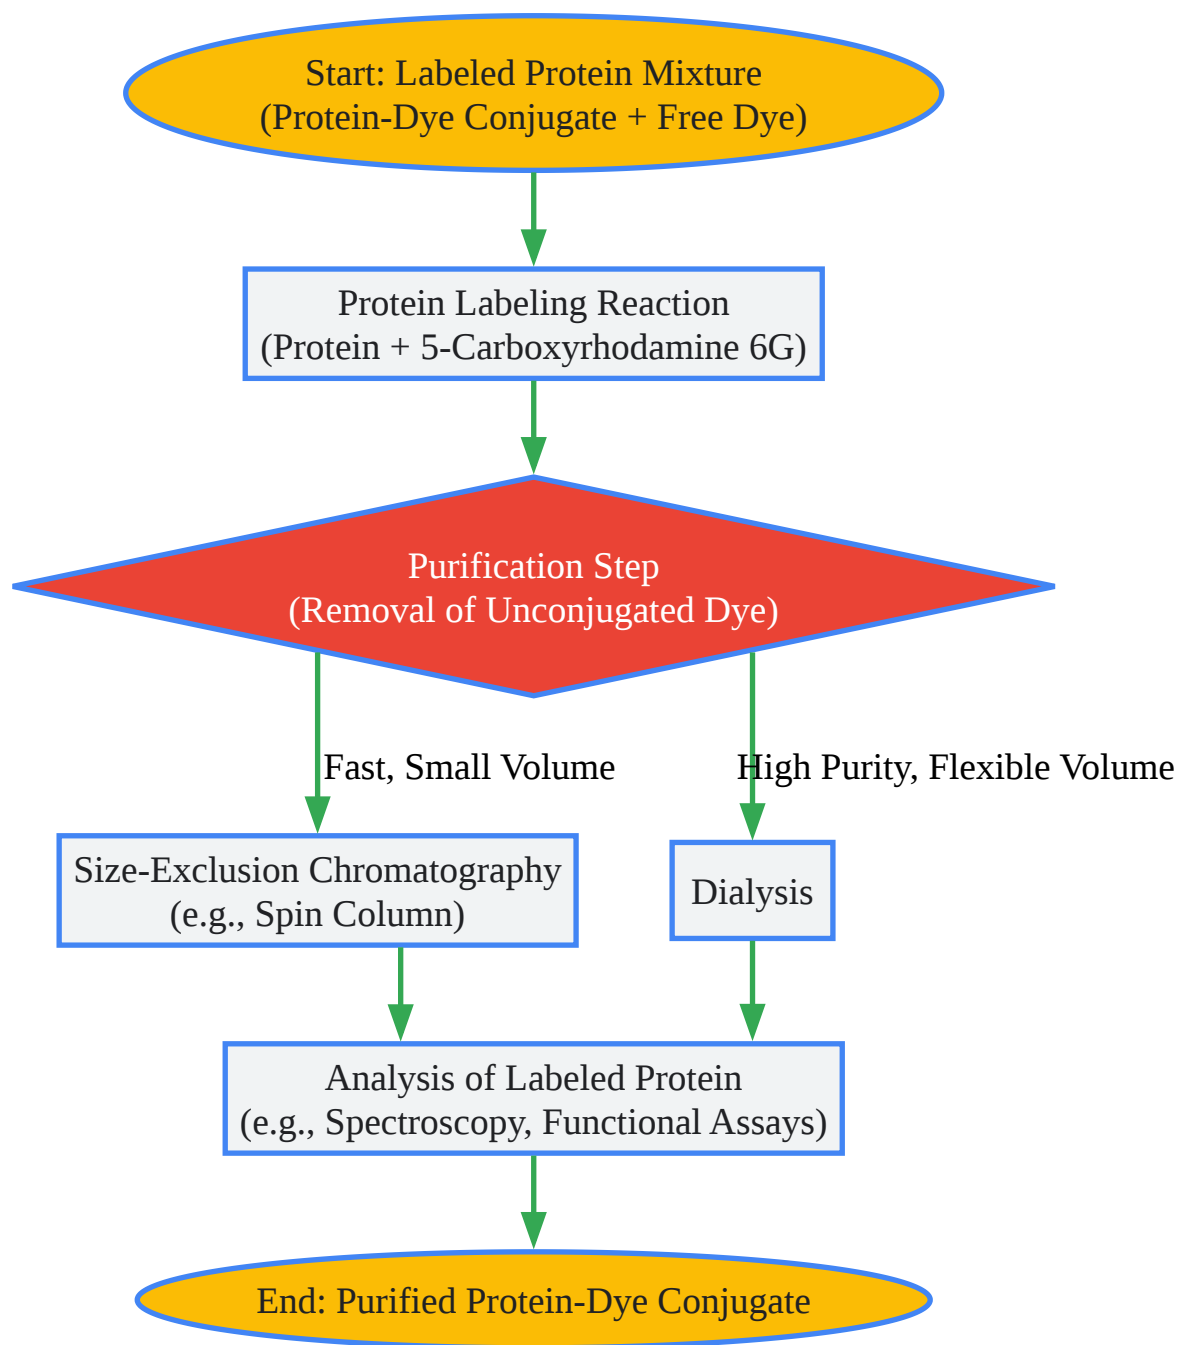 Start: Labeled Protein Mixture
(Protein-Dye Conjugate + Free Dye)
Protein Labeling Reaction
(Protein + 5-Carboxyrhodamine 6G)
Purification Step
(Removal of Unconjugated Dye)
Fast, Small Volume
High Purity, Flexible Volume
Size-Exclusion Chromatography
(e.g., Spin Column)
Dialysis
Analysis of Labeled Protein
(e.g., Spectroscopy, Functional Assays)
End: Purified Protein-Dye Conjugate